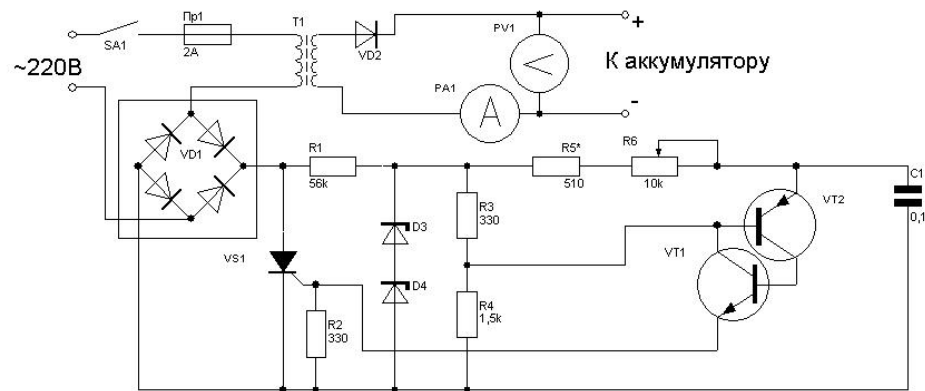 Пр1
T1
SA1
2A
VD2
PV1
V
+
~220В
К аккумулятору
PA1
A
-
VD1
R1
56k
R5*
510
R6
10k
C1
0,1
VT2
R3
330
D3
VT1
VS1
D4
R4
1,5k
R2
330